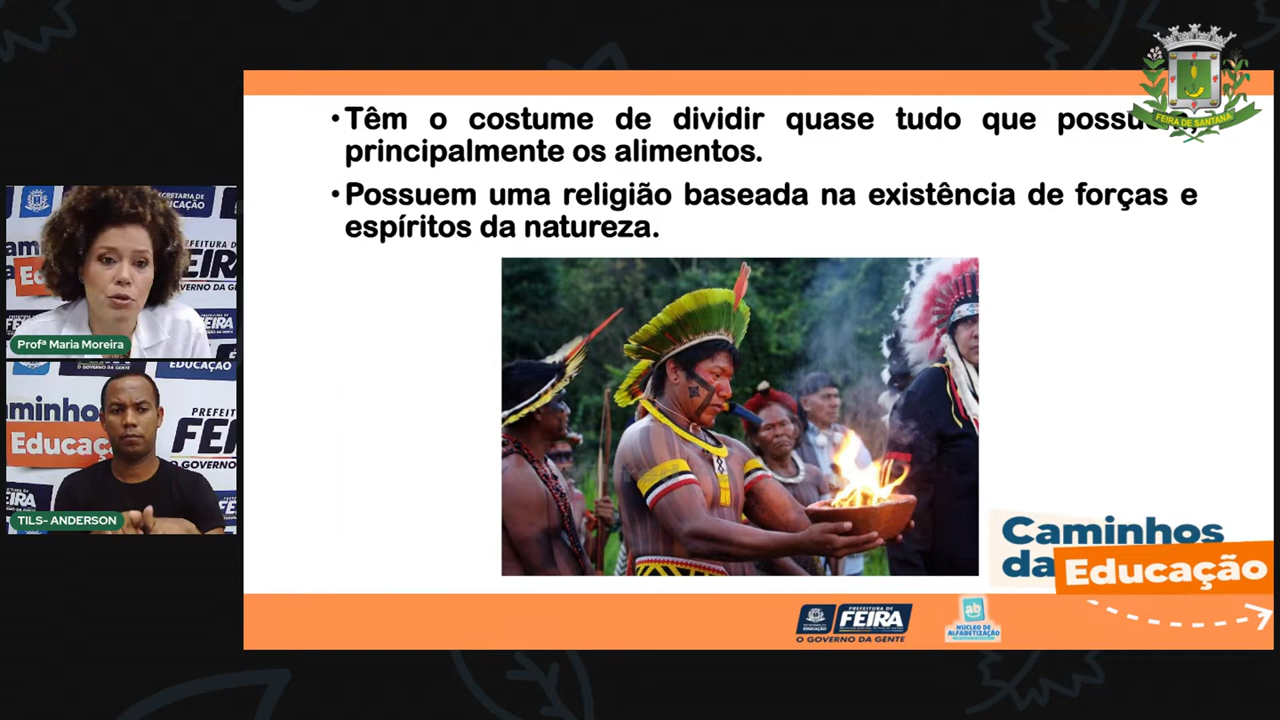 • Têm o costume de dividir quase tudo que
principalmente os alimentos.
• Possuem uma religião baseada na existência de forças e
espíritos da natureza.
FEIRA DE SANTANA
Profª Maria Moreira
TILS- ANDERSON
Caminhos
da Educação
PREFEITURA DE
FEIRA
O GOVERNO DA GENTE
NÚCLEO DE
ALFABETIZAÇÃO